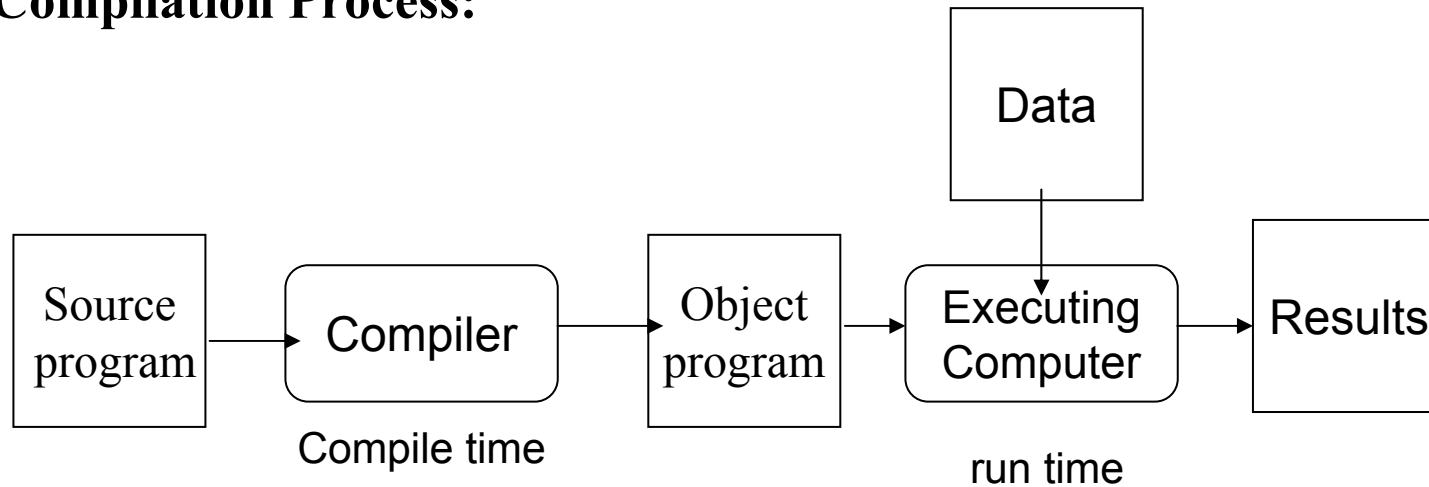 Compilation Process:
Data
Source
program
Compiler
Object
program
Executing
Computer
Results
Compile time
run time